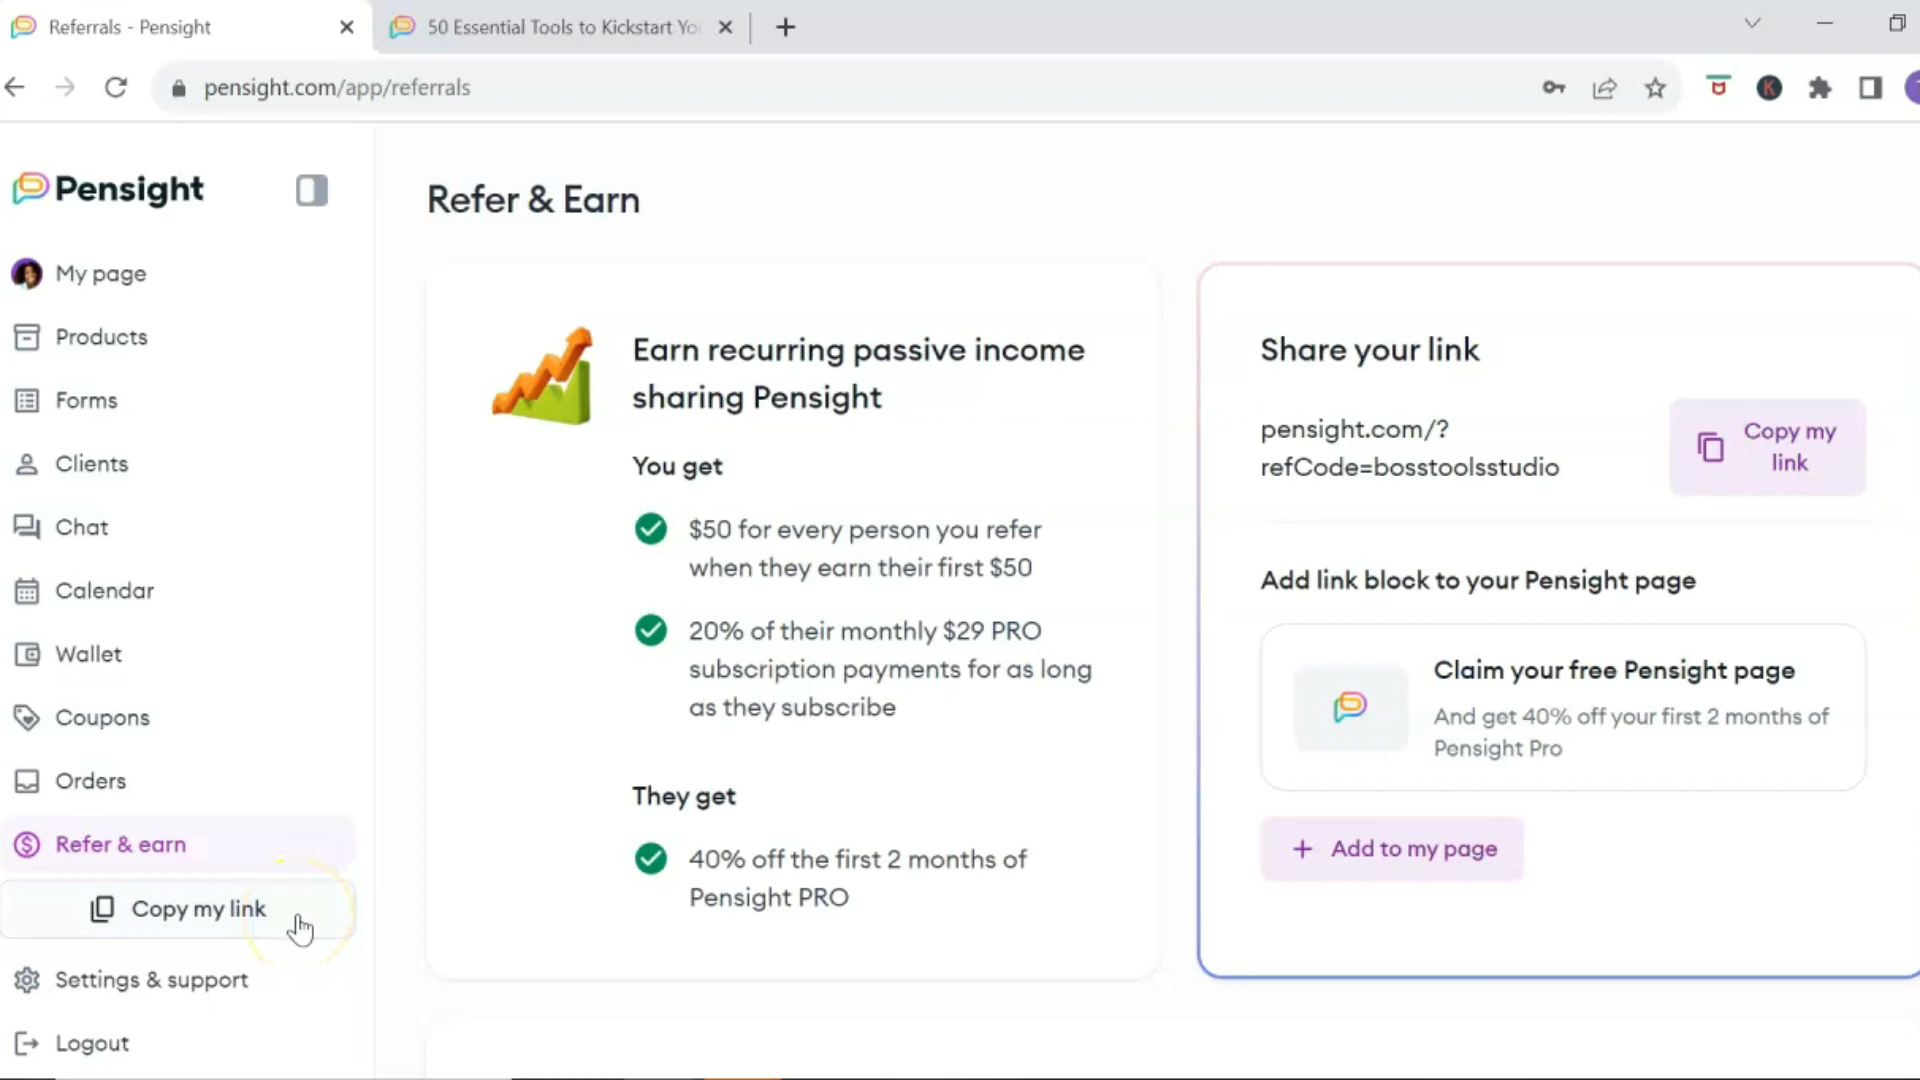 Referrals - Pensight
50 Essential Tools to Kickstart Yo
pensight.com/app/referrals
Pensight
My page
Products
Forms
Clients
Chat
Calendar
Wallet
Coupons
Orders
Refer & earn
Copy my link
Settings & support
Logout
Refer & Earn
Earn recurring passive income
sharing Pensight
You get
$50 for every person you refer
when they earn their first $50
20% of their monthly $29 PRO
subscription payments for as long
as they subscribe
They get
40% off the first 2 months of
Pensight PRO
Share your link
pensight.com/?
refCode=bosstoolsstudio
Copy my
link
Add link block to your Pensight page
Claim your free Pensight page
And get 40% off your first 2 months of
Pensight Pro
+ Add to my page